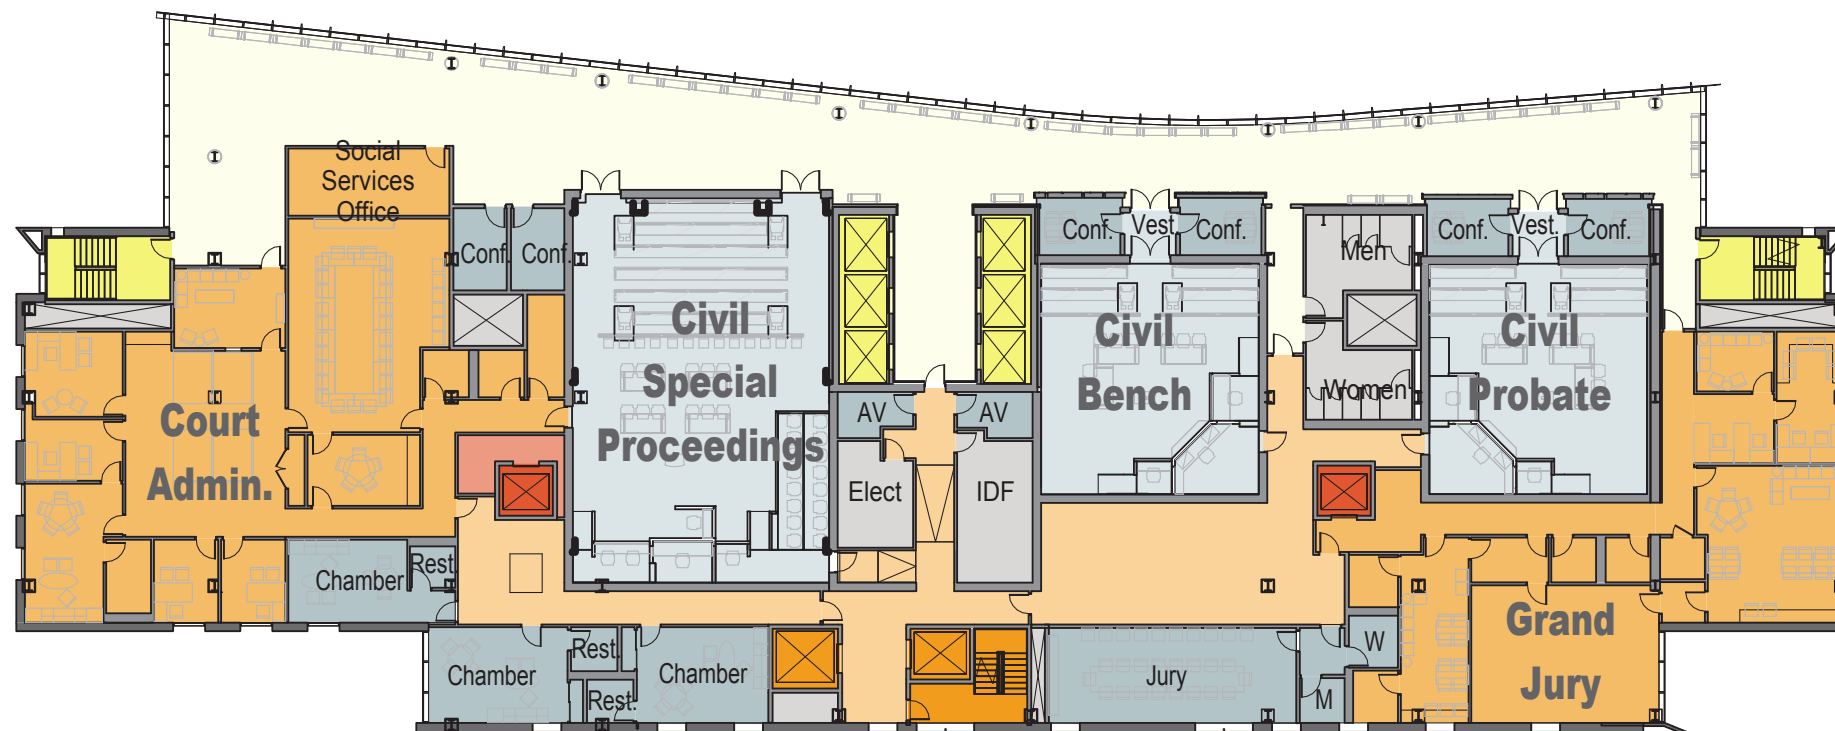 Social
Services
Office
Conf.
Conf.
Conf.
Vest.
Conf.
Men
Conf.
Vest.
Conf.
Civil
Special
Proceedings
Civil
Bench
Women
Civil
Probate
Court
Admin.
AV
AV
Elect
IDF
Chamber
Rest.
Chamber
Rest.
Rest.
Chamber
Jury
W
M
Grand
Jury